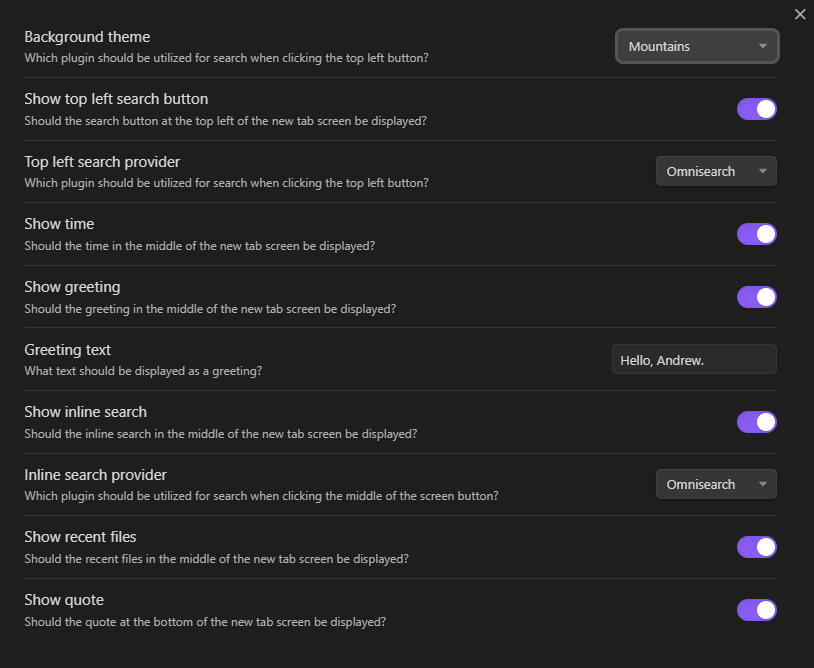 Background theme
Which plugin should be utilized for search when clicking the top left button?
Mountains
Show top left search button
Should the search button at the top left of the new tab screen be displayed?
Top left search provider
Which plugin should be utilized for search when clicking the top left button?
Omnisearch
Show time
Should the time in the middle of the new tab screen be displayed?
Show greeting
Should the greeting in the middle of the new tab screen be displayed?
Greeting text
What text should be displayed as a greeting?
Hello, Andrew.
Show inline search
Should the inline search in the middle of the new tab screen be displayed?
Inline search provider
Which plugin should be utilized for search when clicking the middle of the screen button?
Omnisearch
Show recent files
Should the recent files in the middle of the new tab screen be displayed?
Show quote
Should the quote at the bottom of the new tab screen be displayed?